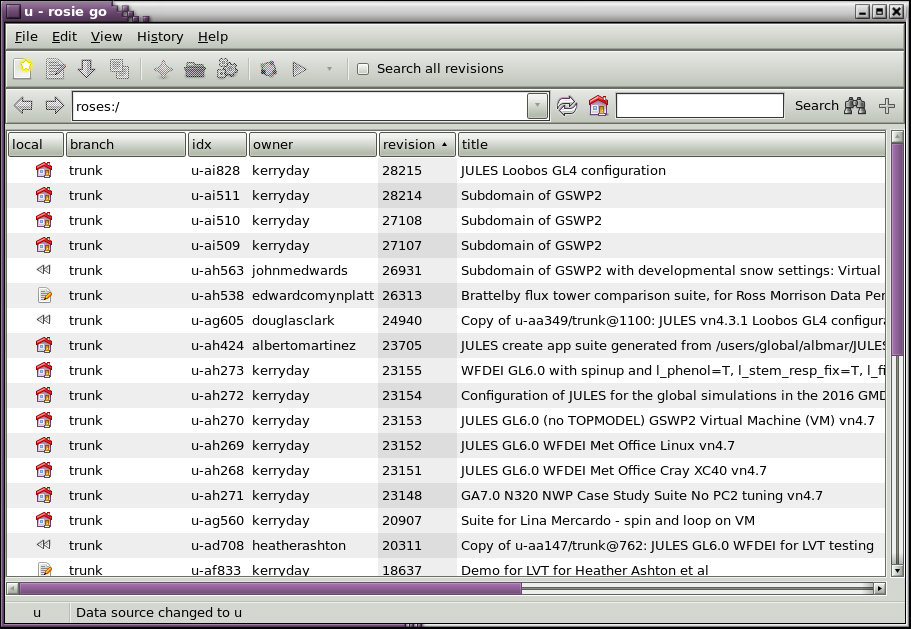 u - rosie go
File Edit View History Help
Search all revisions
roses:/ Search
local branch idx owner revision title
trunk u-ai828 kerryday 28215 JULES Loobos GL4 configuration
trunk u-ai511 kerryday 28214 Subdomain of GSWP2
trunk u-ai510 kerryday 27108 Subdomain of GSWP2
trunk u-ai509 kerryday 27107 Subdomain of GSWP2
trunk u-ah563 johnmedwards 26931 Subdomain of GSWP2 with developmental snow settings: Virtual
trunk u-ah538 edwardcomynplatt 26313 Brattelby flux tower comparison suite, for Ross Morrison Data Per
trunk u-ag605 douglasclark 24940 Copy of u-aa349/trunk@1100: JULES vn4.3.1 Loobos GL4 configura
trunk u-ah424 albertomartinez 23705 JULES create app suite generated from /users/global/albmar/JULES
trunk u-ah273 kerryday 23155 WFDEI GL6.0 with spinup and l_phenol=T, l_stem_resp_fix=T, l_fi
trunk u-ah272 kerryday 23154 Configuration of JULES for the global simulations in the 2016 GMD
trunk u-ah270 kerryday 23153 JULES GL6.0 (no TOPMODEL) GSWP2 Virtual Machine (VM) vn4.7
trunk u-ah269 kerryday 23152 JULES GL6.0 WFDEI Met Office Linux vn4.7
trunk u-ah268 kerryday 23151 JULES GL6.0 WFDEI Met Office Cray XC40 vn4.7
trunk u-ah271 kerryday 23148 GA7.0 N320 NWP Case Study Suite No PC2 tuning vn4.7
trunk u-ag560 kerryday 20907 Suite for Lina Mercardo - spin and loop on VM
trunk u-ad708 heatherashton 20311 Copy of u-aa147/trunk@762: JULES GL6.0 WFDEI for LVT testing
trunk u-af833 kerryday 18637 Demo for LVT for Heather Ashton et al
u Data source changed to u